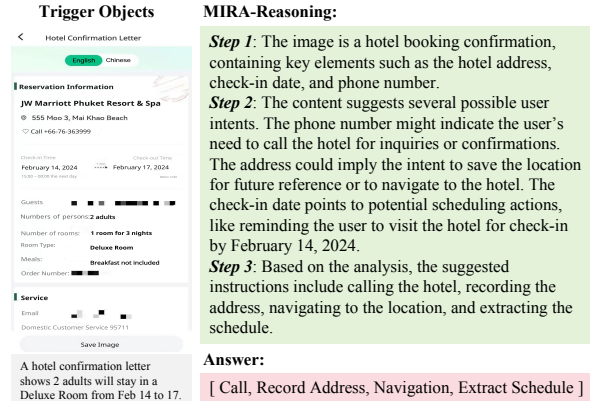 Trigger Objects
MIRA-Reasoning:
Hotel Confirmation Letter
English Chinese
Reservation Information
JW Marriott Phuket Resort & Spa
555 Moo 3, Mai Khao Beach
Call +66-76-363999
Check-in Time Check-out Time
February 14, 2024 February 17, 2024
Guests
Numbers of persons: 2 adults
Number of rooms: 1 room for 3 nights
Room Type: Deluxe Room
Meals: Breakfast not included
Order Number:
Service
Email
Domestic Customer Service 95711
Save Image
A hotel confirmation letter
shows 2 adults will stay in a
Deluxe Room from Feb 14 to 17.
Step 1: The image is a hotel booking confirmation,
containing key elements such as the hotel address,
check-in date, and phone number.
Step 2: The content suggests several possible user
intents. The phone number might indicate the user's
need to call the hotel for inquiries or confirmations.
The address could imply the intent to save the location
for future reference or to navigate to the hotel. The
check-in date points to potential scheduling actions,
like reminding the user to visit the hotel for check-in
by February 14, 2024.
Step 3: Based on the analysis, the suggested
instructions include calling the hotel, recording the
address, navigating to the location, and extracting the
schedule.
Answer:
[ Call, Record Address, Navigation, Extract Schedule ]